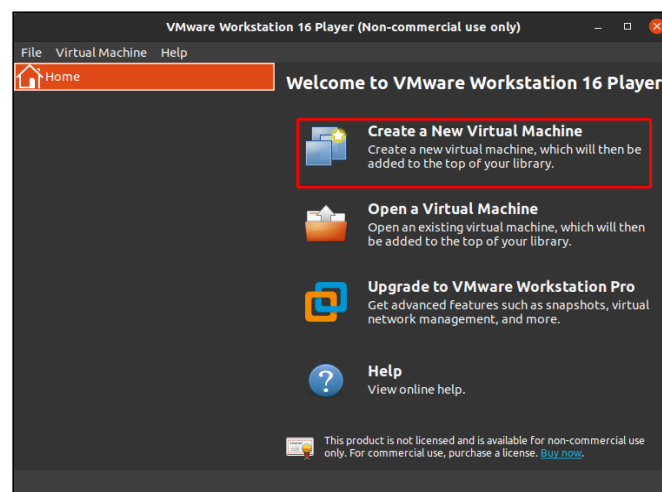 VMware Workstation 16 Player (Non-commercial use only)
File Virtual Machine Help
Home
Welcome to VMware Workstation 16 Player
Create a New Virtual Machine
Create a new virtual machine, which will then be
added to the top of your library.
Open a Virtual Machine
Open an existing virtual machine, which will then
be added to the top of your library.
Upgrade to VMware Workstation Pro
Get advanced features such as snapshots, virtual
network management, and more.
Help
View online help.
This product is not licensed and is available for non-commercial use
only. For commercial use, purchase a license. Buy now.